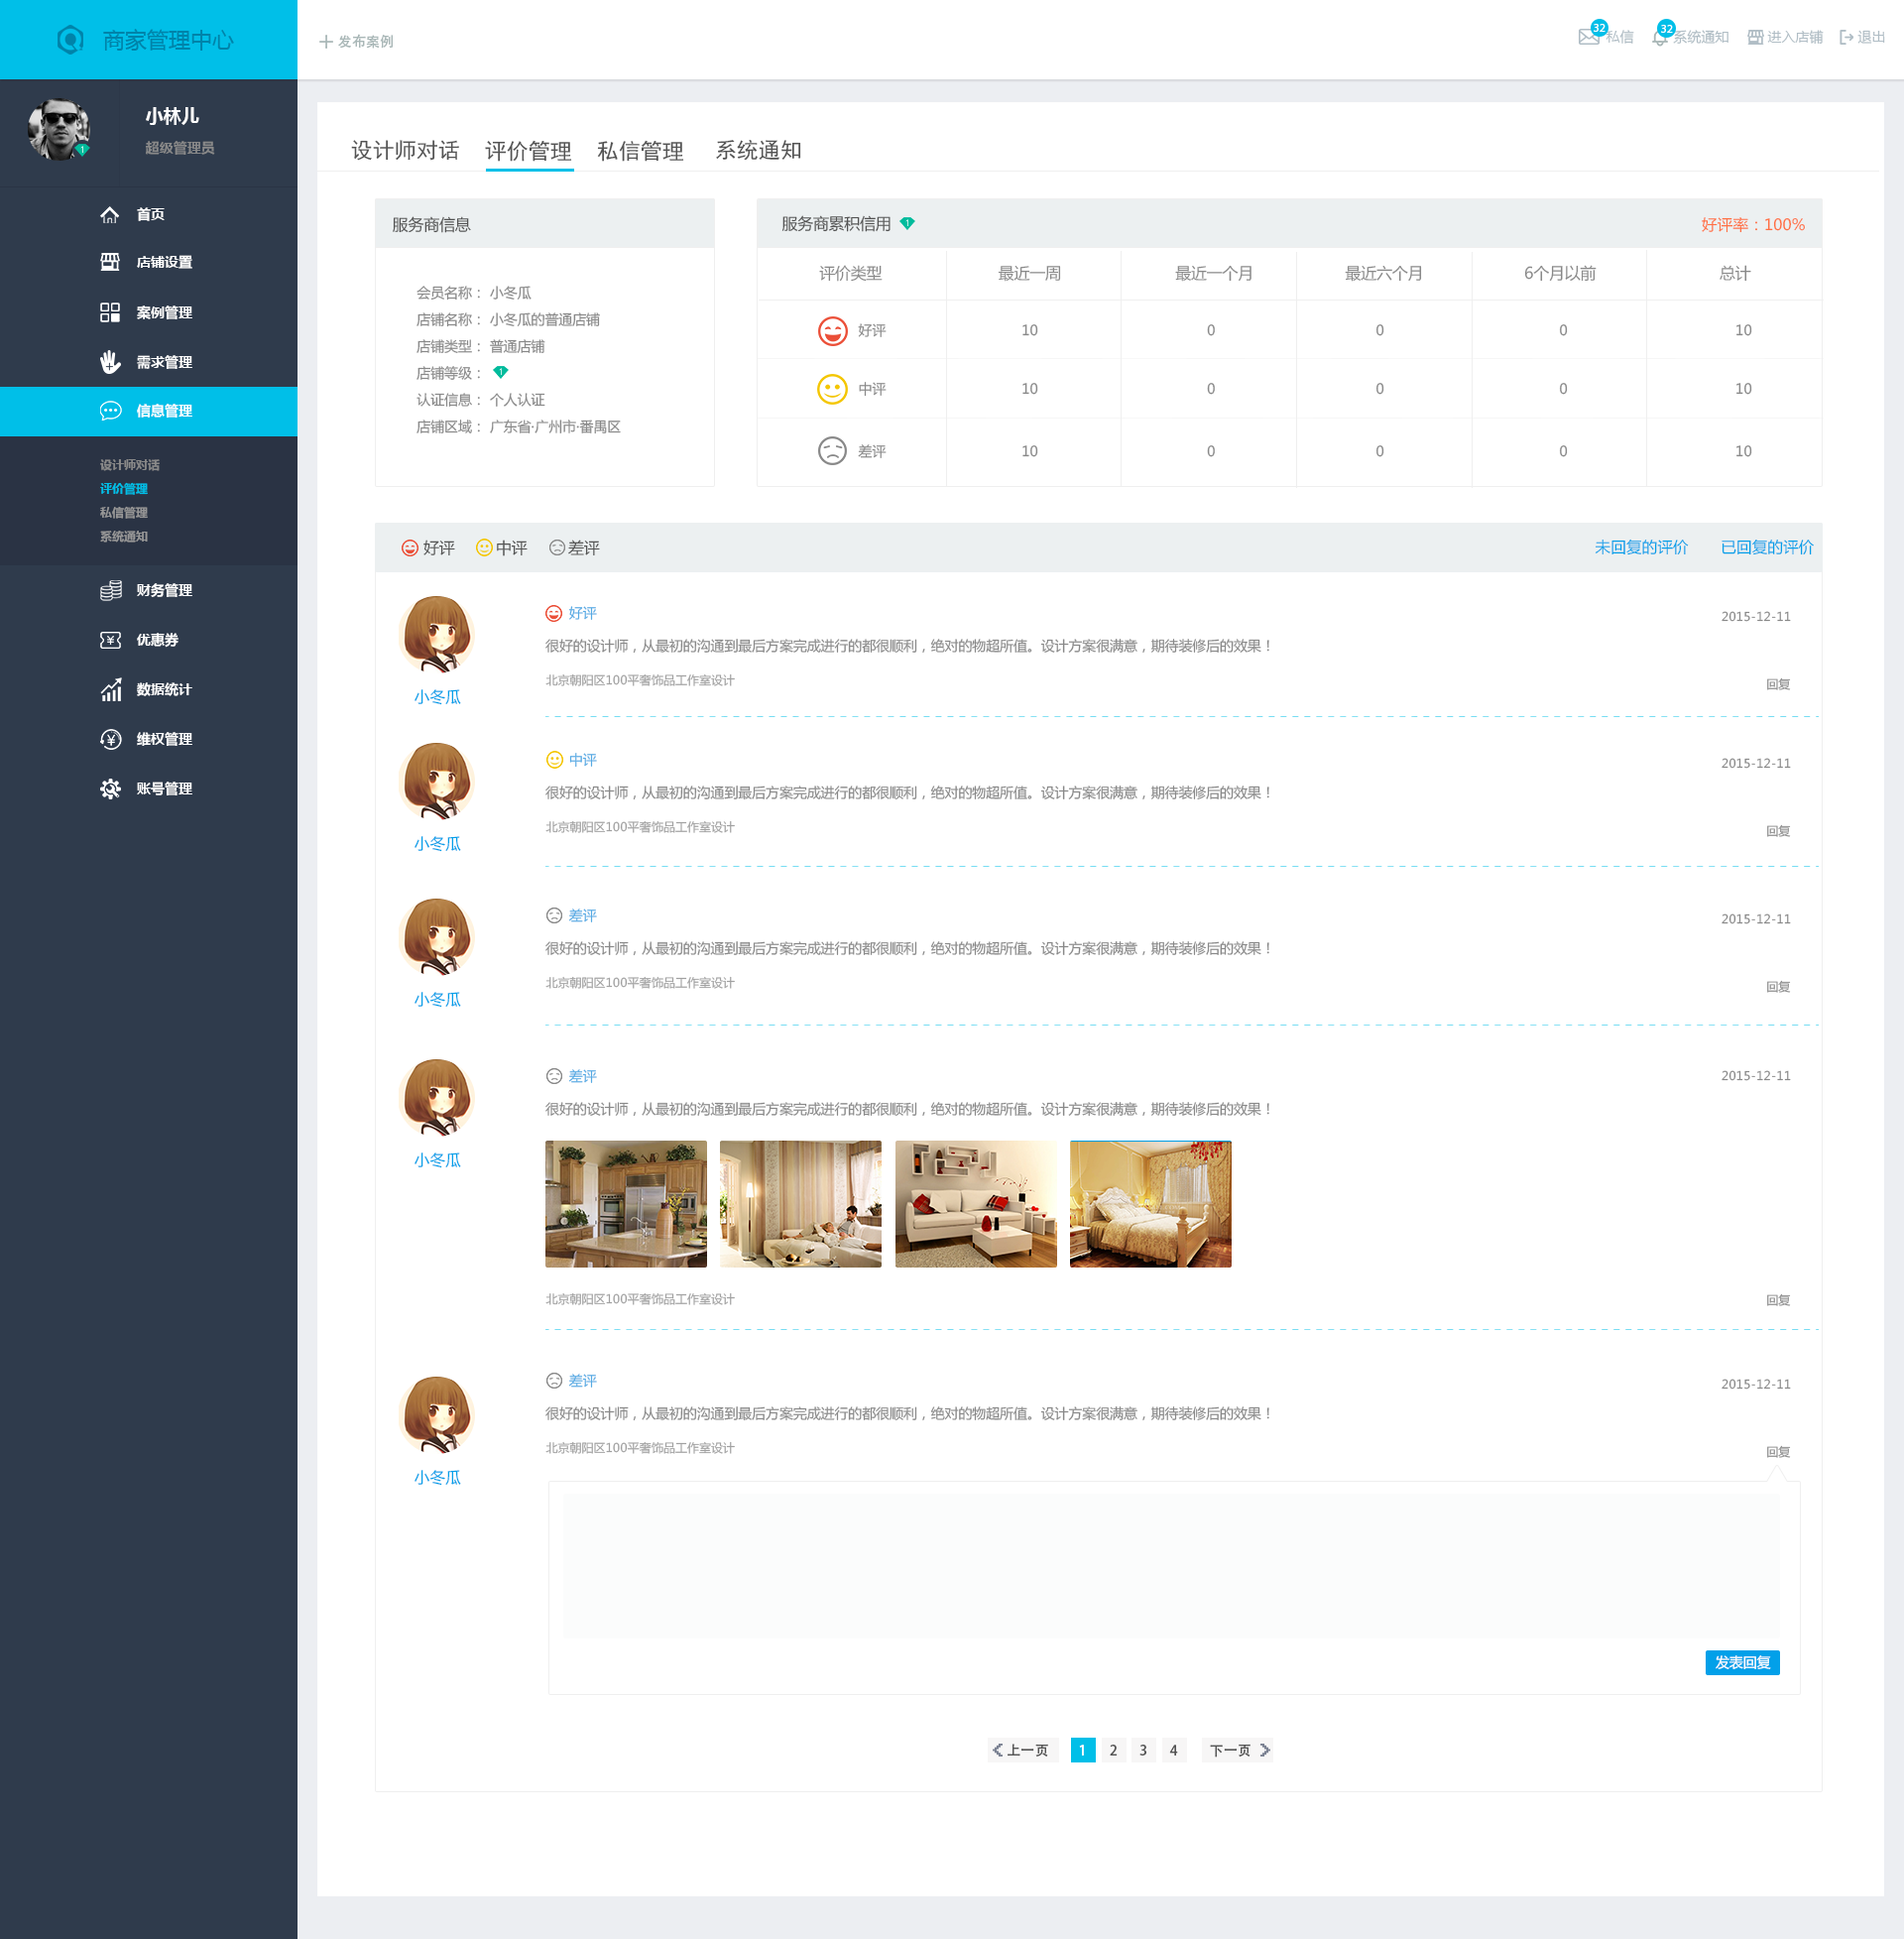 商家管理中心
发布案例
32
私信
32
系统通知
进入店铺
退出
小林儿
超级管理员
1
首页
店铺设置
案例管理
需求管理
信息管理
设计师对话
评价管理
私信管理
系统通知
财务管理
优惠券
数据统计
维权管理
账号管理
设计师对话 评价管理 私信管理 系统通知
服务商信息
会员名称： 小冬瓜
店铺名称： 小冬瓜的普通店铺
店铺类型： 普通店铺
店铺等级： 1
认证信息： 个人认证
店铺区域： 广东省·广州市·番禺区
服务商累积信用 1 好评率：100%
评价类型 最近一周 最近一个月 最近六个月 6个月以前 总计
好评 10 0 0 0 10
中评 10 0 0 0 10
差评 10 0 0 0 10
好评 中评 差评 未回复的评价 已回复的评价
好评 2015-12-11
很好的设计师，从最初的沟通到最后方案完成进行的都很顺利，绝对的物超所值。设计方案很满意，期待装修后的效果！
北京朝阳区100平奢饰品工作室设计 回复
小冬瓜
中评 2015-12-11
很好的设计师，从最初的沟通到最后方案完成进行的都很顺利，绝对的物超所值。设计方案很满意，期待装修后的效果！
北京朝阳区100平奢饰品工作室设计 回复
小冬瓜
差评 2015-12-11
很好的设计师，从最初的沟通到最后方案完成进行的都很顺利，绝对的物超所值。设计方案很满意，期待装修后的效果！
北京朝阳区100平奢饰品工作室设计 回复
小冬瓜
差评 2015-12-11
很好的设计师，从最初的沟通到最后方案完成进行的都很顺利，绝对的物超所值。设计方案很满意，期待装修后的效果！
小冬瓜
北京朝阳区100平奢饰品工作室设计 回复
差评 2015-12-11
很好的设计师，从最初的沟通到最后方案完成进行的都很顺利，绝对的物超所值。设计方案很满意，期待装修后的效果！
北京朝阳区100平奢饰品工作室设计 回复
小冬瓜
发表回复
上一页 1 2 3 4 下一页